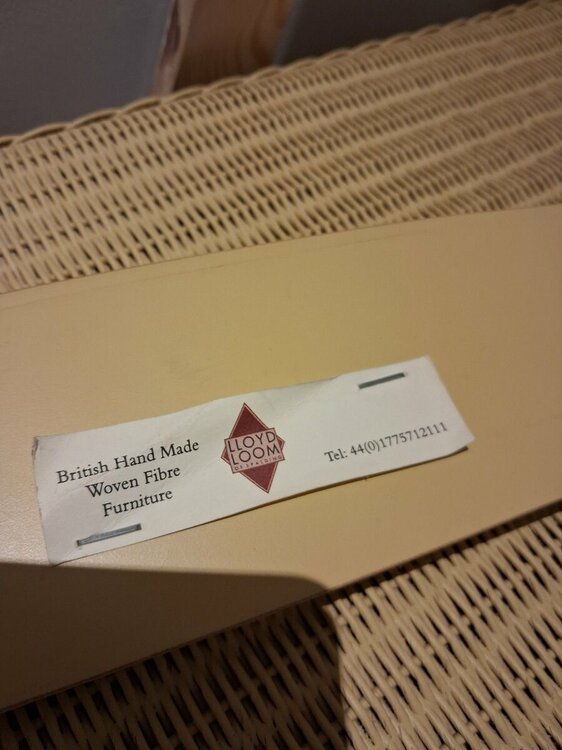 British Hand Made
Woven Fibre
Furniture
LLOYD
LOOM
OF SPALDING
Tel: 44(0)1775712111